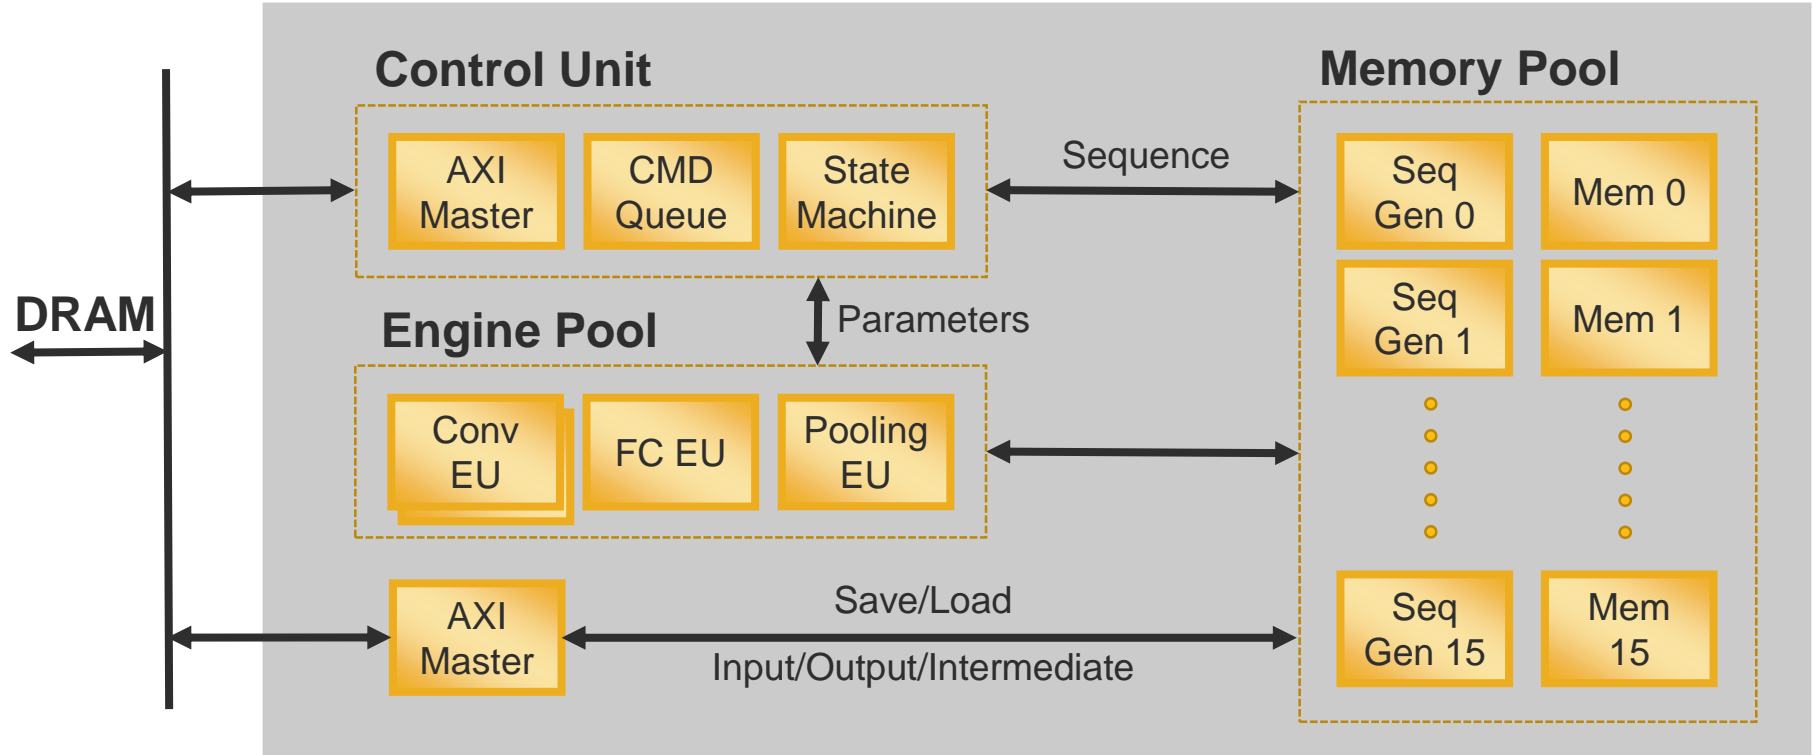 Control Unit
Memory Pool
AXI
Master
CMD
Queue
State
Machine
Sequence
Seq
Gen 0
Mem 0
DRAM
Parameters
Seq
Gen 1
Mem 1
Engine Pool
Conv
EU
FC EU
Pooling
EU
AXI
Master
Save/Load
Input/Output/Intermediate
Seq
Gen 15
Mem
15